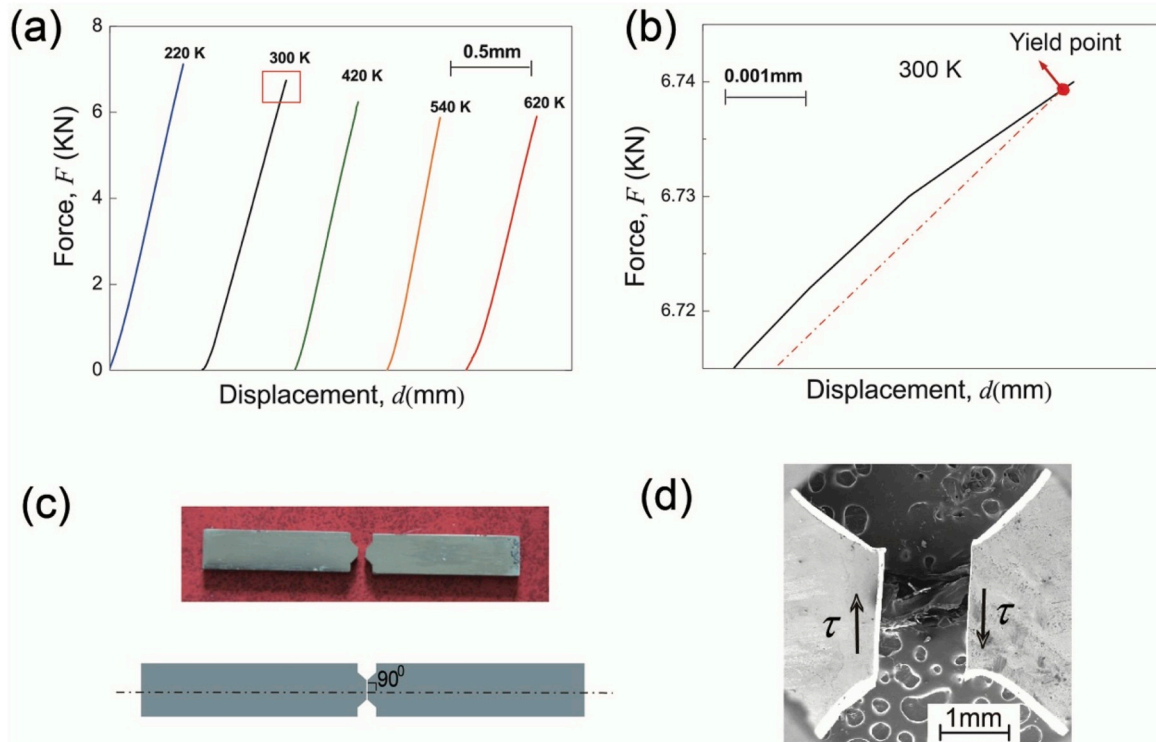 (a)
8
6
4
2
0
Force, F (KN)
220 K
300 K
420 K
540 K
620 K
0.5mm
Displacement, d(mm)
(b)
Yield point
300 K
0.001mm
6.74
6.73
6.72
Force, F (KN)
Displacement, d(mm)
(c)
90⁰
(d)
τ
τ
1mm